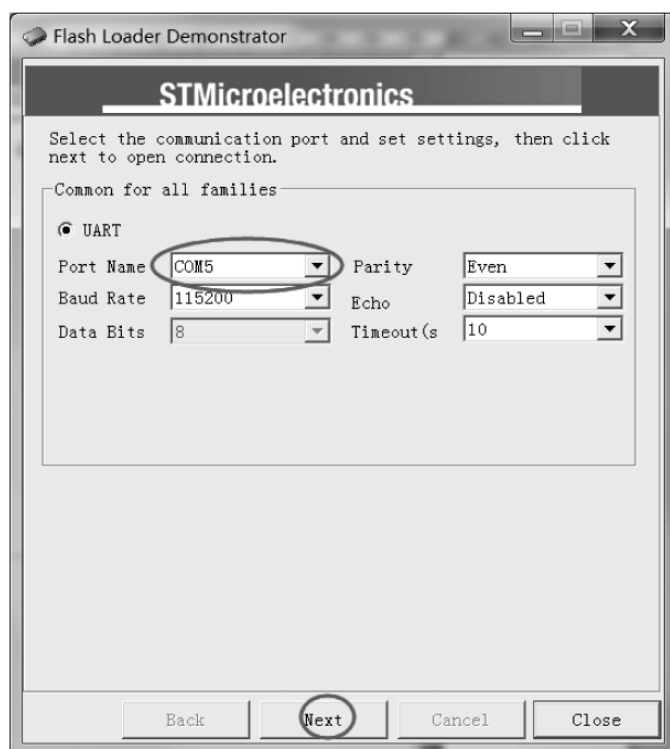 Flash Loader Demonstrator
STMicroelectronics
Select the communication port and set settings, then click
next to open connection.
Common for all families
UART
Port Name COM5 Parity Even
Baud Rate 115200 Echo Disabled
Data Bits 8 Timeout(s 10
Back Next Cancel Close